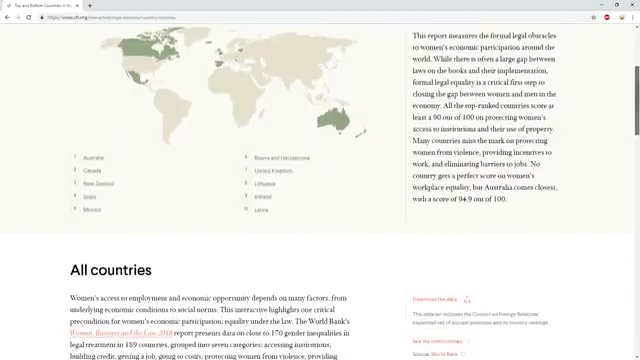 Top and Bottom Countries in W
This report measures the formal legal obstacles
to women's economic participation around the
world. While there is often a large gap between
laws on the books and their implementation,
formal legal equality is a critical first step to
closing the gap between women and men in the
economy. All the top-ranked countries score at
least a 90 out of 100 on protecting women's
access to institutions and their use of property.
Many countries miss the mark on protecting
women from violence, providing incentives to
work, and eliminating barriers to jobs. No
country gets a perfect score on women's
workplace equality, but Australia comes closest,
with a score of 94.9 out of 100.
1 Australia
2 Canada
3 New Zealand
4 Spain
5 Mexico
6 Bosnia and Herzegovina
7 United Kingdom
8 Lithuania
9 Iceland
10 Latvia
All countries
Women's access to employment and economic opportunity depends on many factors, from
underlying economic conditions to social norms. This interactive highlights one critical
precondition for women's economic participation: equality under the law. The World Bank's
Women, Business and the Law 2018 report presents data on close to 170 gender inequalities in
legal treatment in 189 countries, grouped into seven categories: accessing institutions,
building credit, getting a job, going to court, protecting women from violence, providing
Download the data XLS
This dataset includes the Council on Foreign Relations'
expanded set of scored questions and its country rankings.
See my methodology
Source: World Bank